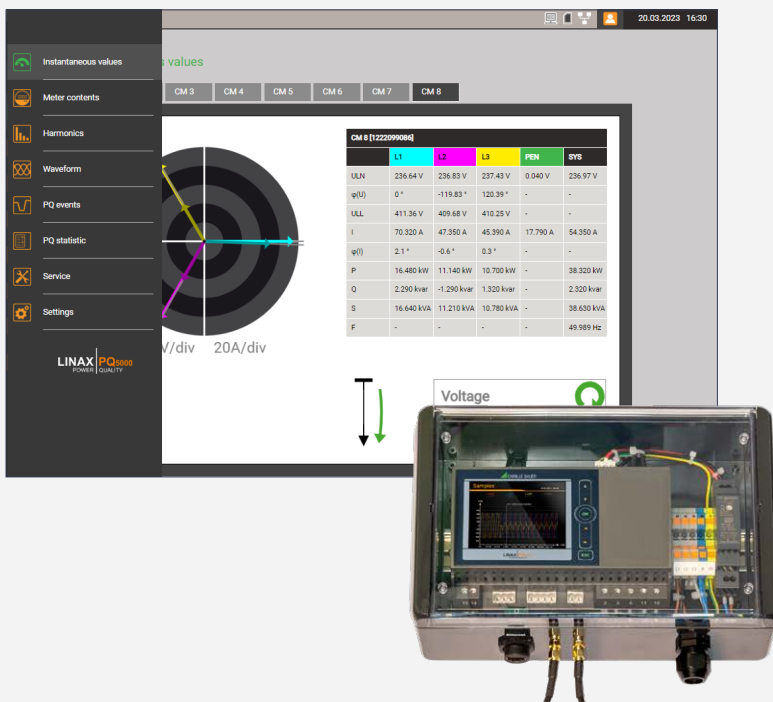 20.03.2023 16:30
Instantaneous values
values
Meter contents
CM 3 CM 4 CM 5 CM 6 CM 7 CM 8
Harmonics
Waveform
PQ events
PQ statistic
Service
Settings
LINAX PQ5000
POWER QUALITY
CM 8 [1222099086]
L1 L2 L3 PEN SYS
ULN 236.64 V 236.83 V 237.43 V 0.040 V 236.97 V
φ(U) 0 ° -119.83 ° 120.39 ° - -
ULL 411.36 V 409.68 V 410.25 V - -
I 70.320 A 47.350 A 45.390 A 17.790 A 54.350 A
φ(I) 2.1 ° -0.6 ° 0.3 ° - -
P 16.480 kW 11.140 kW 10.700 kW - 38.320 kW
Q 2.290 kvar -1.290 kvar 1.320 kvar - 2.320 kvar
S 16.640 kVA 11.210 kVA 10.780 kVA - 38.630 kVA
F - - - - 49.989 Hz
V/div 20A/div
Voltage
Samples
ESC